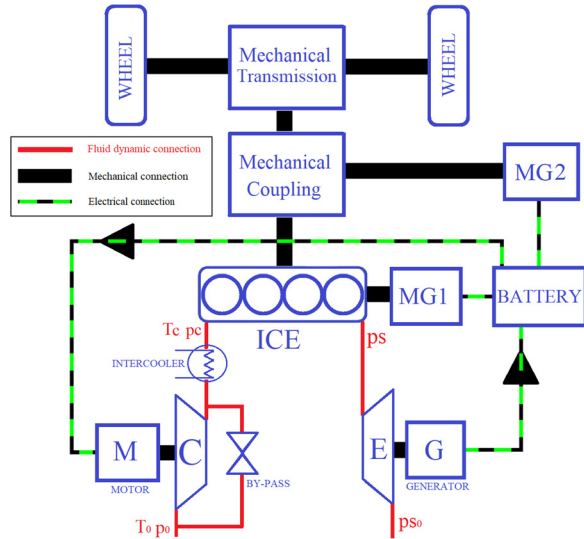 WHEEL
Mechanical
Transmission
WHEEL
Fluid dynamic connection
Mechanical connection
Electrical connection
Mechanical
Coupling
MG2
MG1
BATTERY
Tc pc
ICE
ps
INTERCOOLER
M
C
E
G
MOTOR
BY-PASS
GENERATOR
T₀ p₀
ps₀